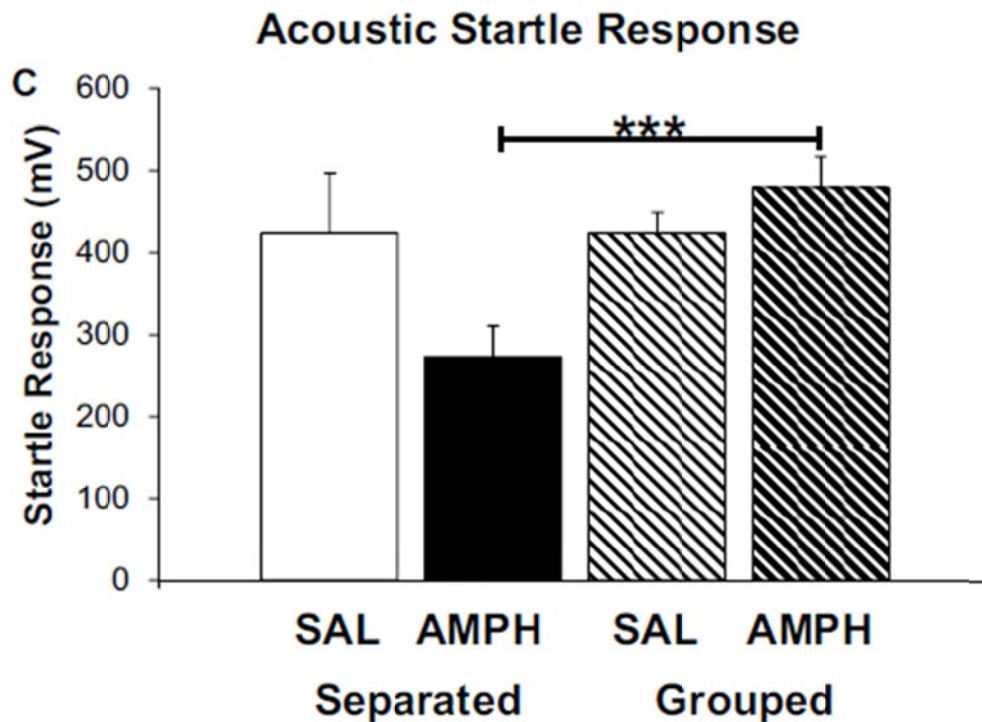 Acoustic Startle Response
C
Startle Response (mV)
600
500
400
300
200
100
0
***
SAL AMPH SAL AMPH
Separated Grouped